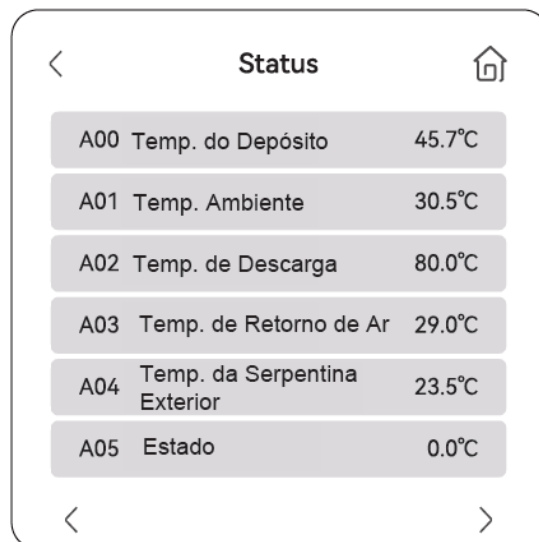 Status
A00 Temp. do Depósito 45.7°C
A01 Temp. Ambiente 30.5°C
A02 Temp. de Descarga 80.0°C
A03 Temp. de Retorno de Ar 29.0°C
A04 Temp. da Serpentina
Exterior 23.5°C
A05 Estado 0.0°C